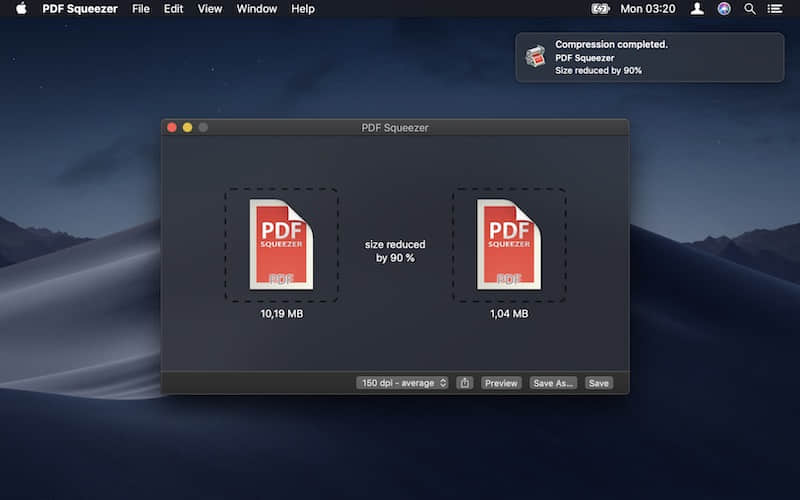 PDF Squeezer File Edit View Window Help Mon 03:20
Compression completed.
PDF Squeezer
Size reduced by 90%
PDF Squeezer
PDF
SQUEEZER
PDF
size reduced
by 90 %
PDF
SQUEEZER
PDF
10,19 MB
1,04 MB
150 dpi - average Preview Save As... Save